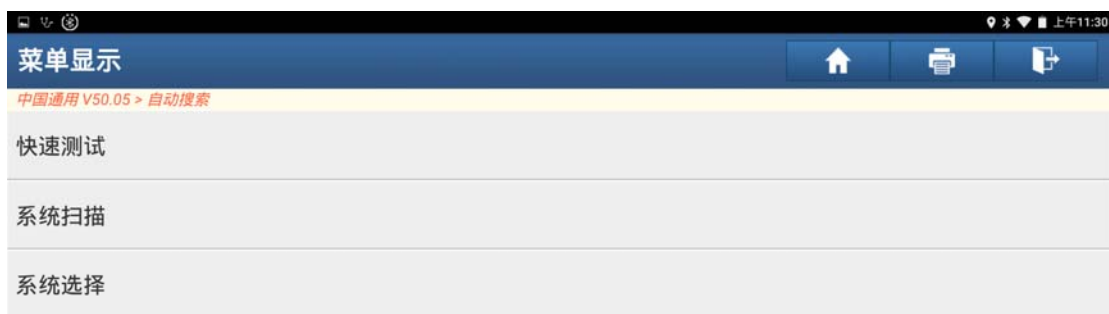 上午11:30
菜单显示
中国通用 V50.05 > 自动搜索
快速测试
系统扫描
系统选择